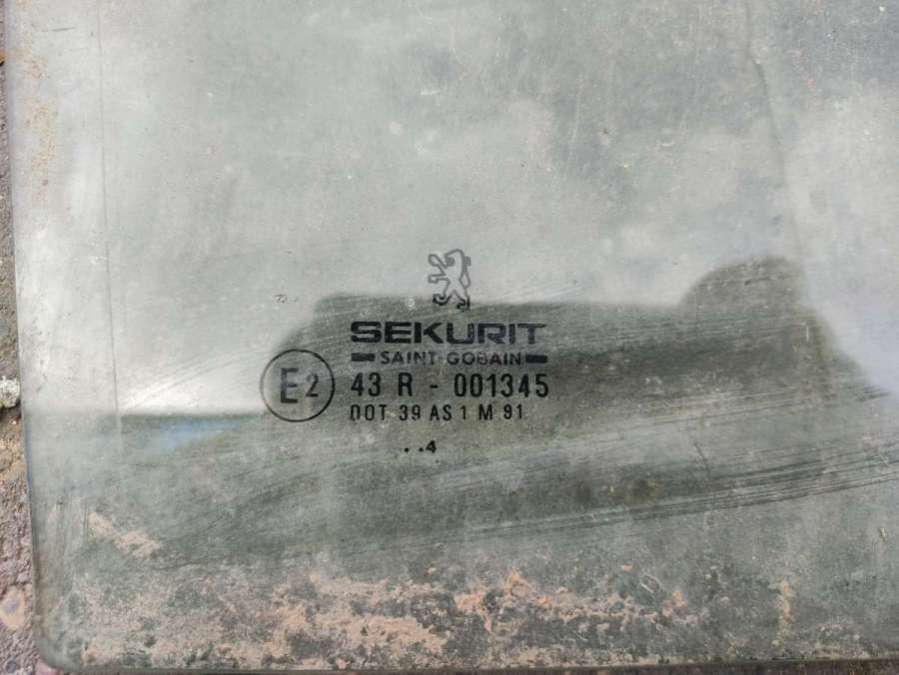 SEKURIT
SAINT-GOBAIN
E2 43 R - 001345
DOT 39 AS 1 M 91
..4